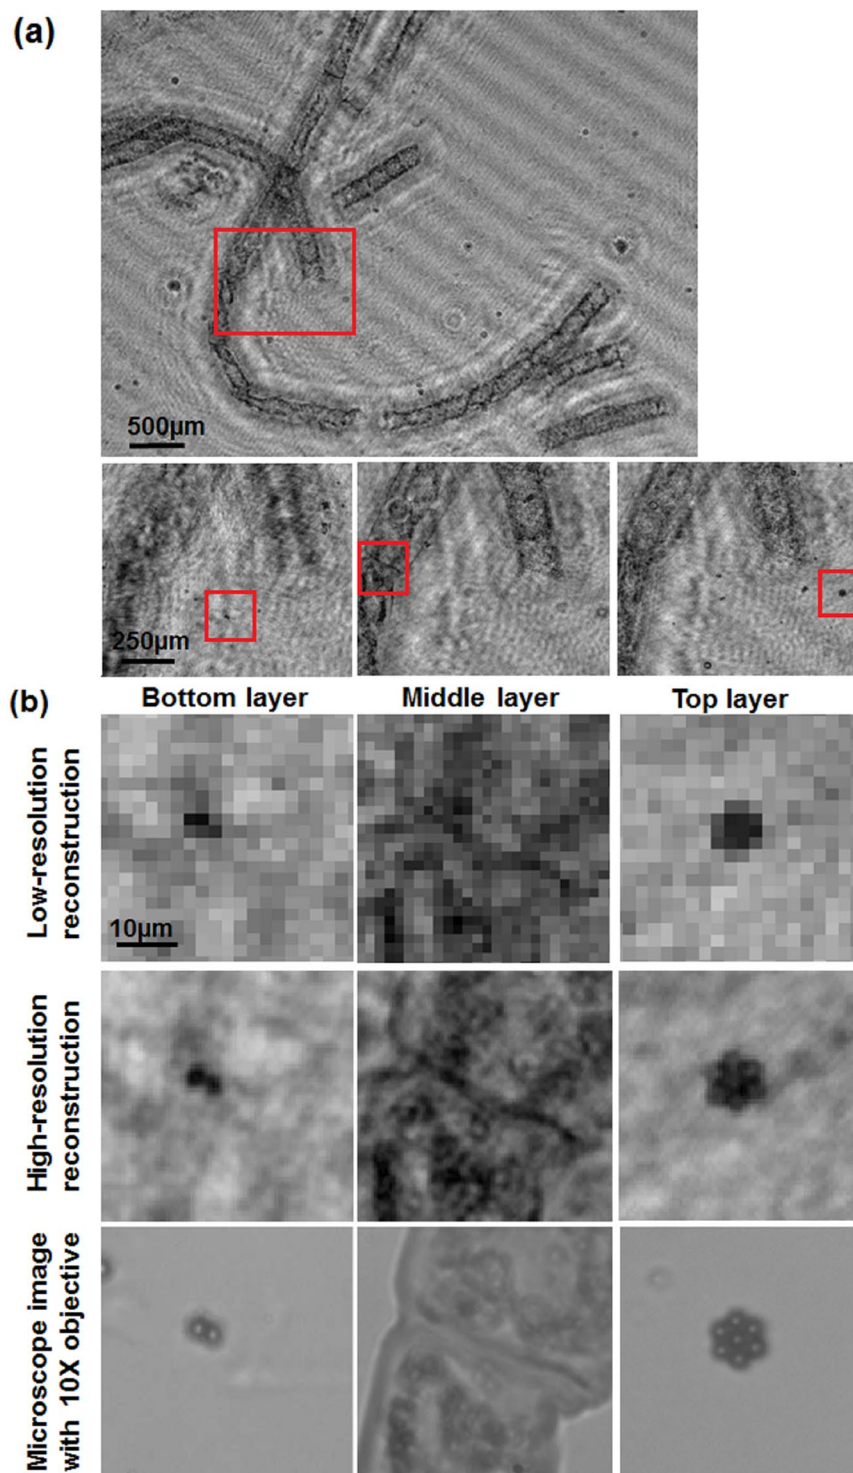 (a)
500µm
250µm
(b)
Bottom layer
Middle layer
Top layer
Low-resolution
reconstruction
10µm
High-resolution
reconstruction
Microscope image
with 10X objective